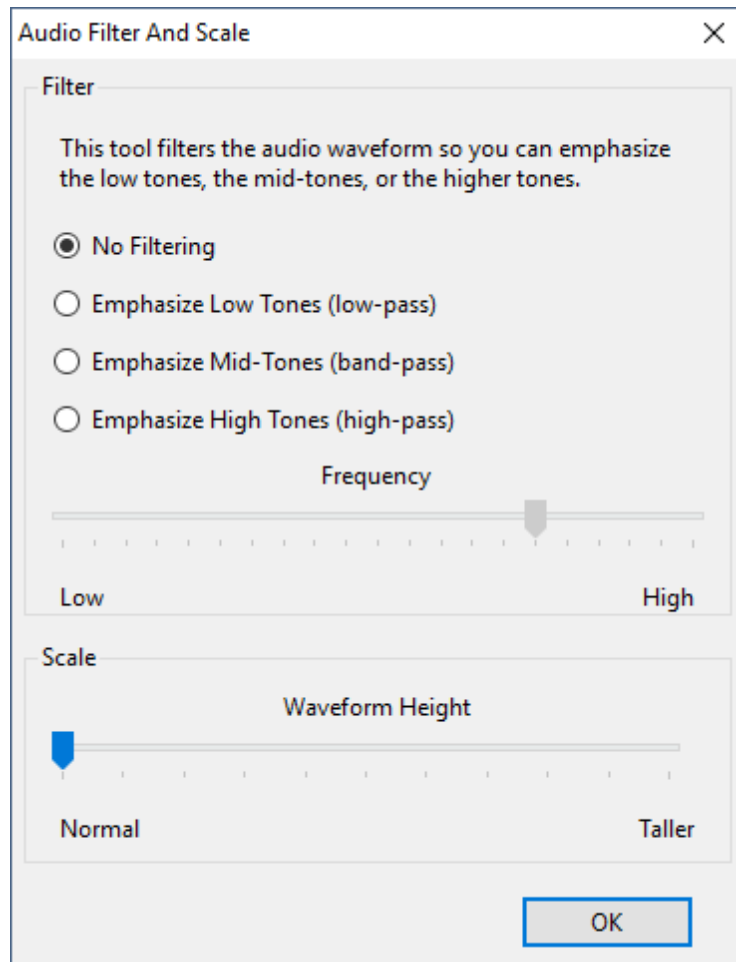 Audio Filter And Scale
Filter
This tool filters the audio waveform so you can emphasize
the low tones, the mid-tones, or the higher tones.
No Filtering
Emphasize Low Tones (low-pass)
Emphasize Mid-Tones (band-pass)
Emphasize High Tones (high-pass)
Frequency
Low High
Scale
Waveform Height
Normal Taller
OK